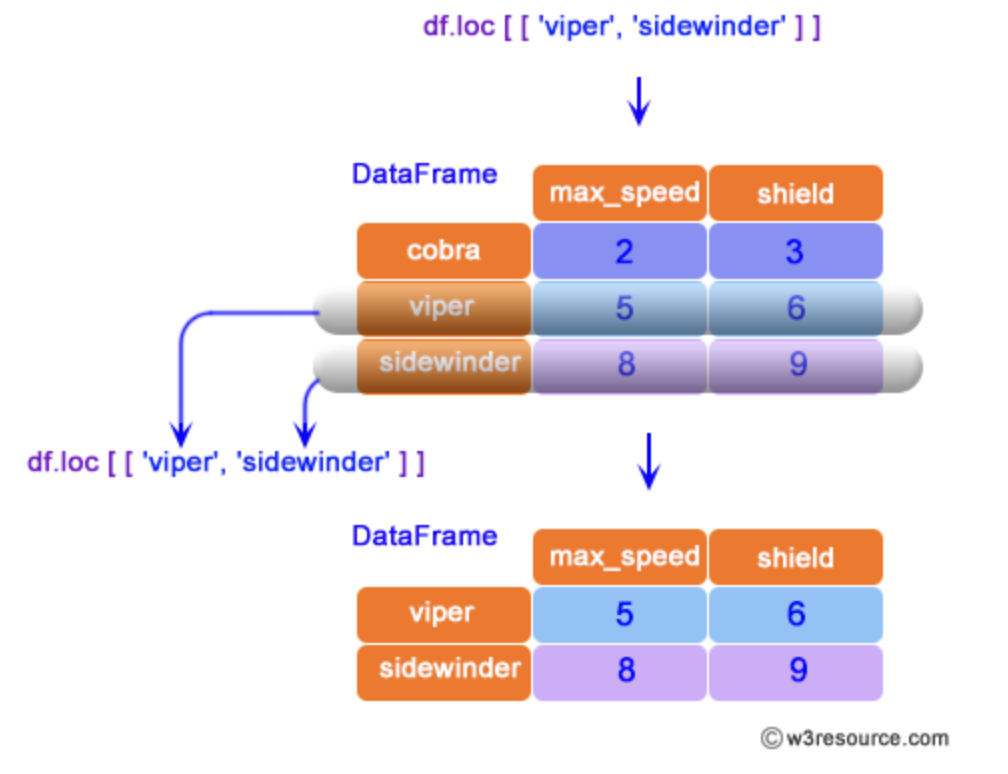 df.loc [ [ 'viper', 'sidewinder' ] ]
DataFrame
max_speed shield
cobra 2 3
viper 5 6
sidewinder 8 9
df.loc [ [ 'viper', 'sidewinder' ] ]
DataFrame
max_speed shield
viper 5 6
sidewinder 8 9
©w3resource.com